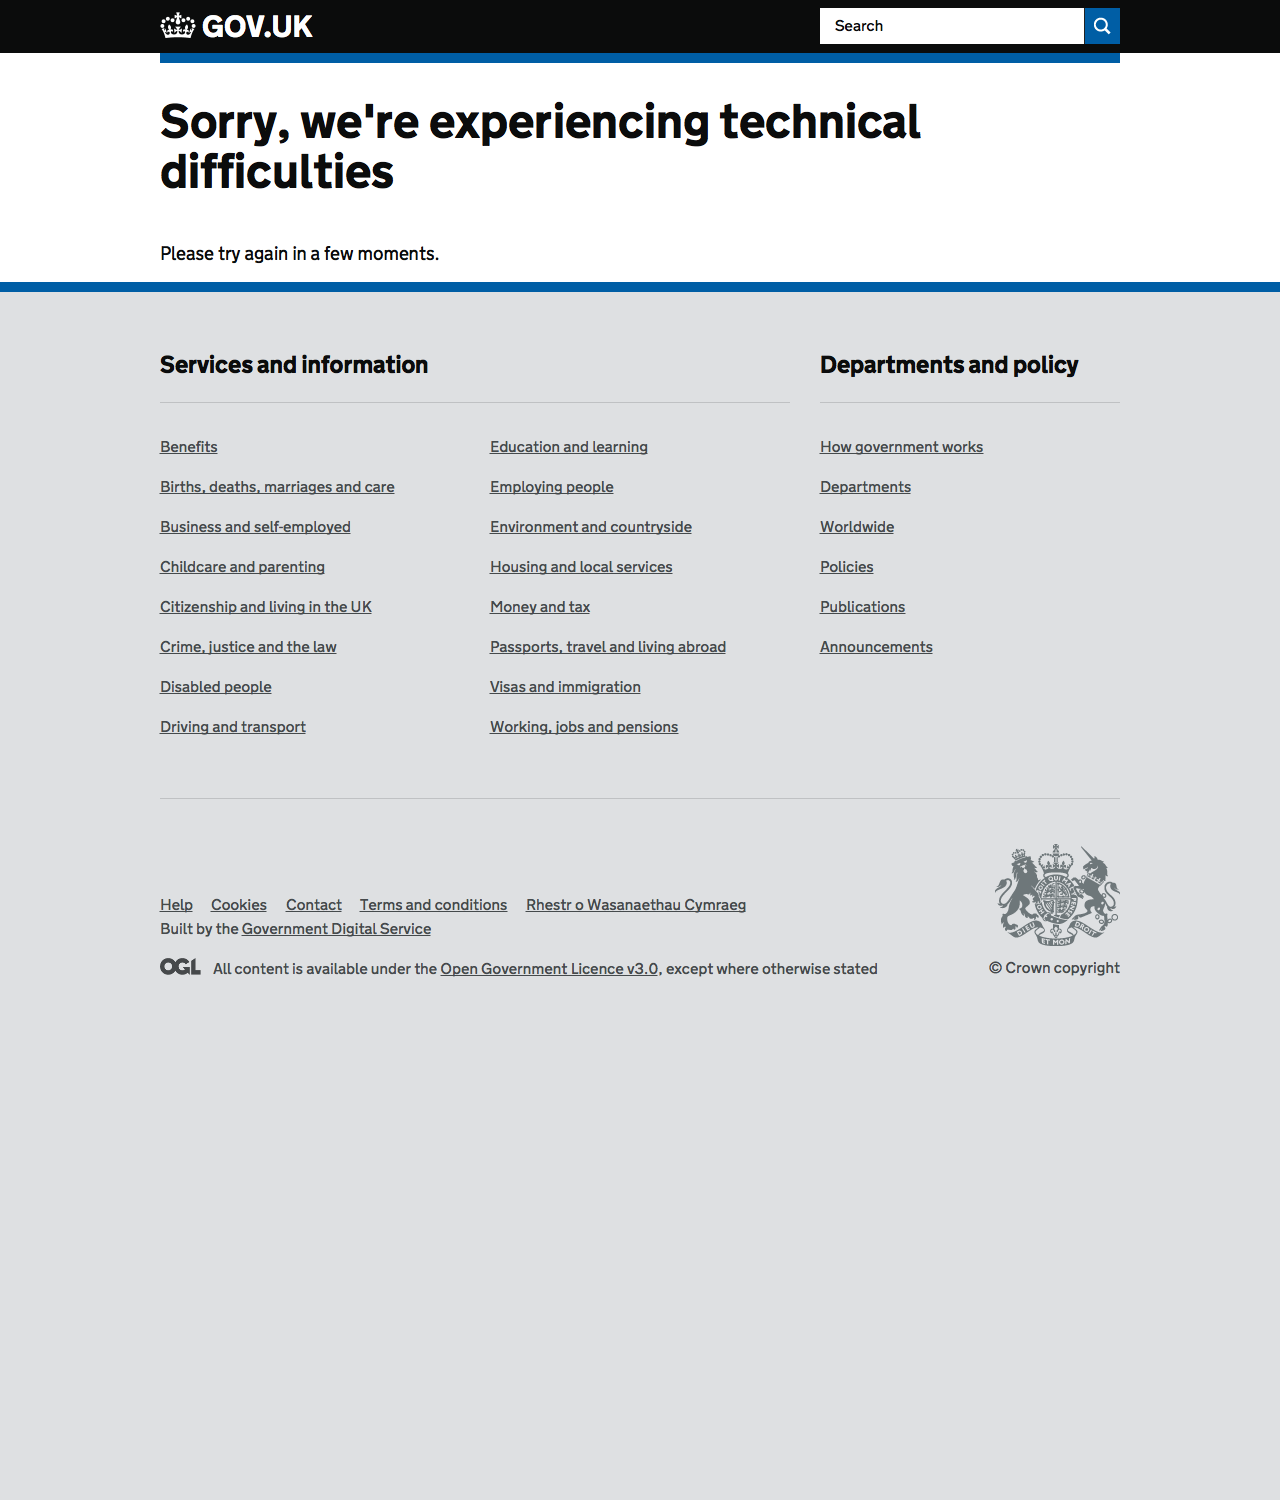 GOV.UK
Search
Sorry, we're experiencing technical
difficulties
Please try again in a few moments.
Services and information
Departments and policy
Benefits
Births, deaths, marriages and care
Business and self-employed
Childcare and parenting
Citizenship and living in the UK
Crime, justice and the law
Disabled people
Driving and transport
Education and learning
Employing people
Environment and countryside
Housing and local services
Money and tax
Passports, travel and living abroad
Visas and immigration
Working, jobs and pensions
How government works
Departments
Worldwide
Policies
Publications
Announcements
Help Cookies Contact Terms and conditions Rhestr o Wasanaethau Cymraeg
Built by the Government Digital Service
OGL All content is available under the Open Government Licence v3.0, except where otherwise stated
DIEU ET MON DROIT
© Crown copyright